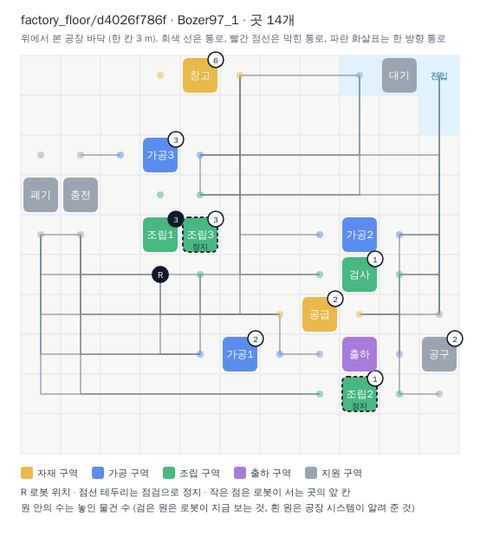 factory_floor/d4026f786f · Bozer97_1 · 곳 14개
위에서 본 공장 바닥 (한 칸 3 m). 회색 선은 통로, 빨간 점선은 막힌 통로, 파란 화살표는 한 방향 통로
창고 6
대기
전입
가공3 3
폐기
충전
조립1 3
조립3 3
정지
가공2
R
검사 1
공급 2
가공1 2
출하
공구 2
조립2 1
정지
자재 구역
가공 구역
조립 구역
출하 구역
지원 구역
R 로봇 위치 · 점선 테두리는 점검으로 정지 · 작은 점은 로봇이 서는 곳의 앞 칸
원 안의 수는 놓인 물건 수 (검은 원은 로봇이 지금 보는 것, 흰 원은 공장 시스템이 알려 준 것)